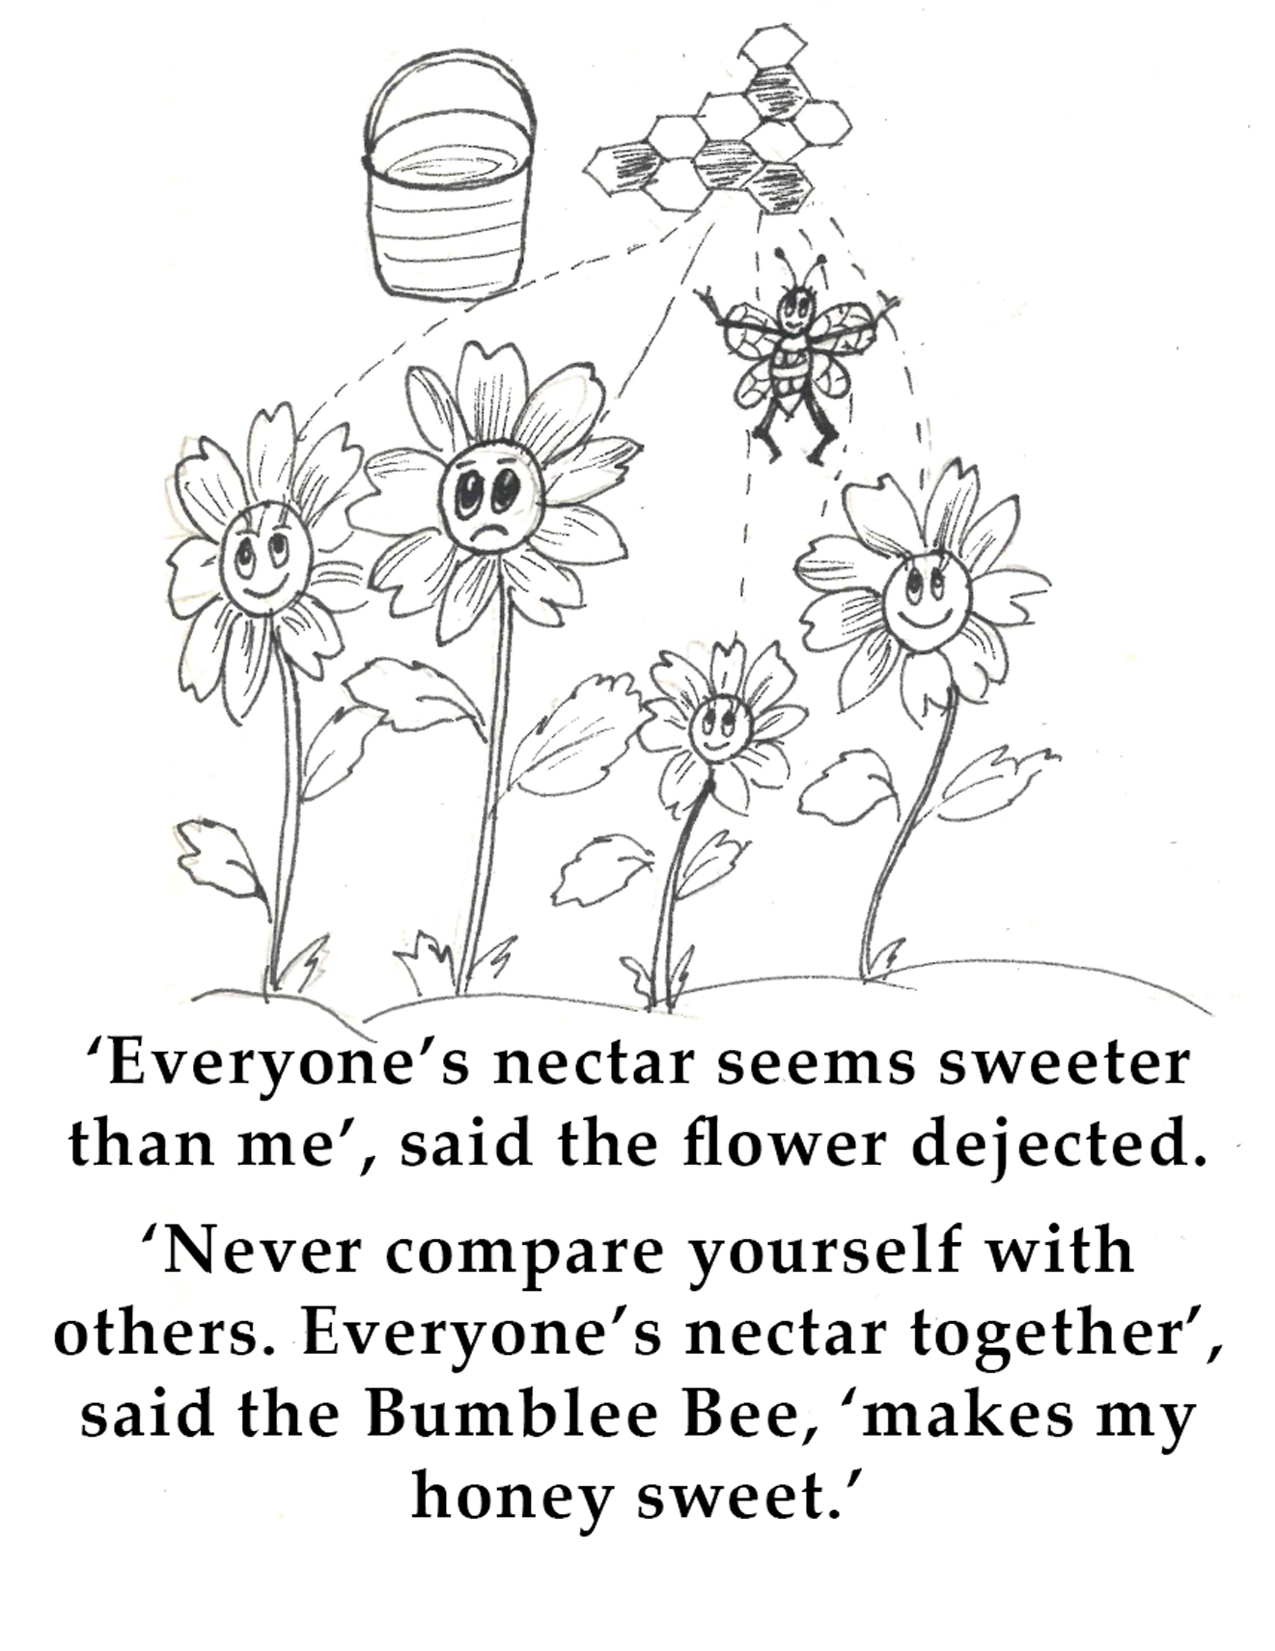 ‘Everyone’s nectar seems sweeter
than me’, said the flower dejected.
‘Never compare yourself with
others. Everyone’s nectar together’,
said the Bumblee Bee, ‘makes my
honey sweet.’